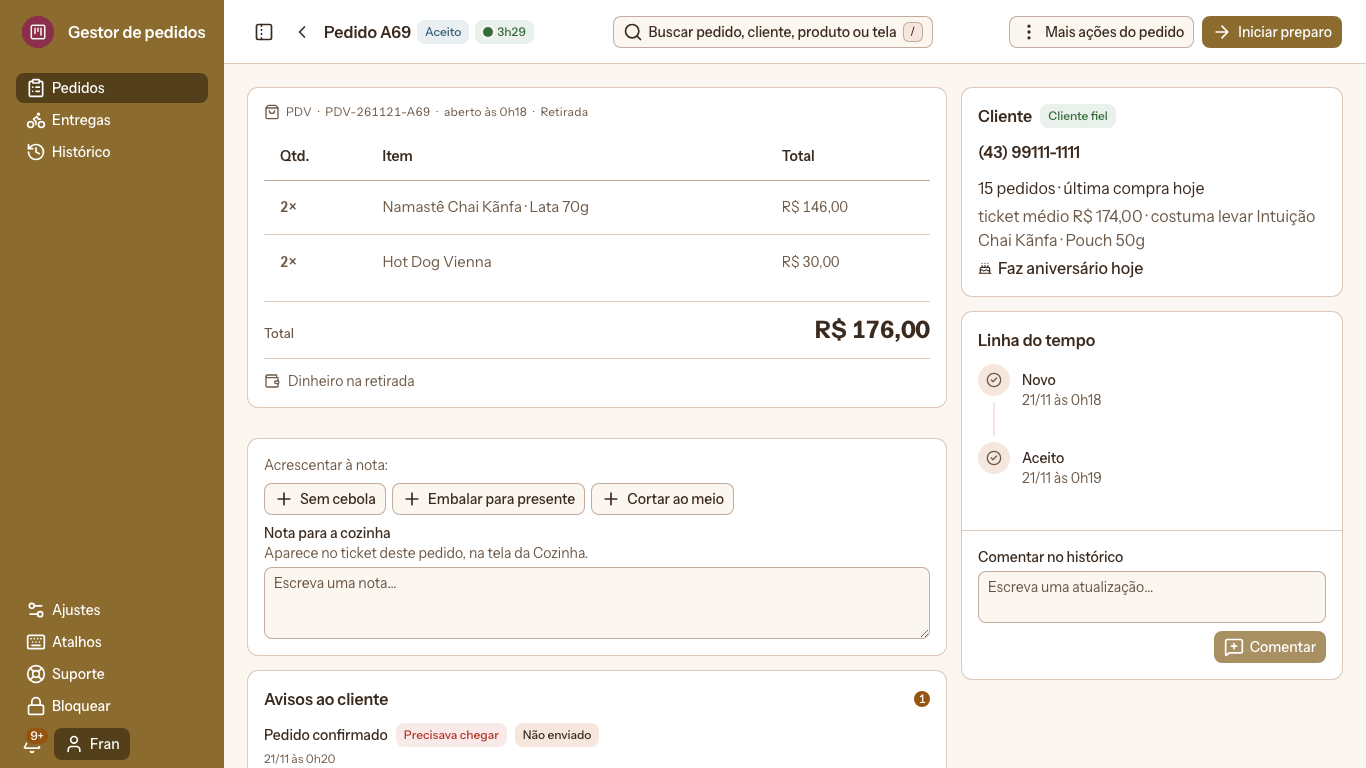 Gestor de pedidos
Pedidos
Entregas
Histórico
Ajustes
Atalhos
Suporte
Bloquear
9+
Fran
Pedido A69
Aceito
3h29
Buscar pedido, cliente, produto ou tela
/
Mais ações do pedido
Iniciar preparo
PDV · PDV-261121-A69 · aberto às 0h18 · Retirada
Qtd. Item Total
2× Namastê Chai Kãnfa · Lata 70g R$ 146,00
2× Hot Dog Vienna R$ 30,00
Total R$ 176,00
Dinheiro na retirada
Acrescentar à nota:
Sem cebola
Embalar para presente
Cortar ao meio
Nota para a cozinha
Aparece no ticket deste pedido, na tela da Cozinha.
Escreva uma nota...
Avisos ao cliente 1
Pedido confirmado Precisava chegar Não enviado
21/11 às 0h20
Cliente Cliente fiel
(43) 99111-1111
15 pedidos · última compra hoje
ticket médio R$ 174,00 · costuma levar Intuição
Chai Kãnfa · Pouch 50g
Faz aniversário hoje
Linha do tempo
Novo
21/11 às 0h18
Aceito
21/11 às 0h19
Comentar no histórico
Escreva uma atualização...
Comentar